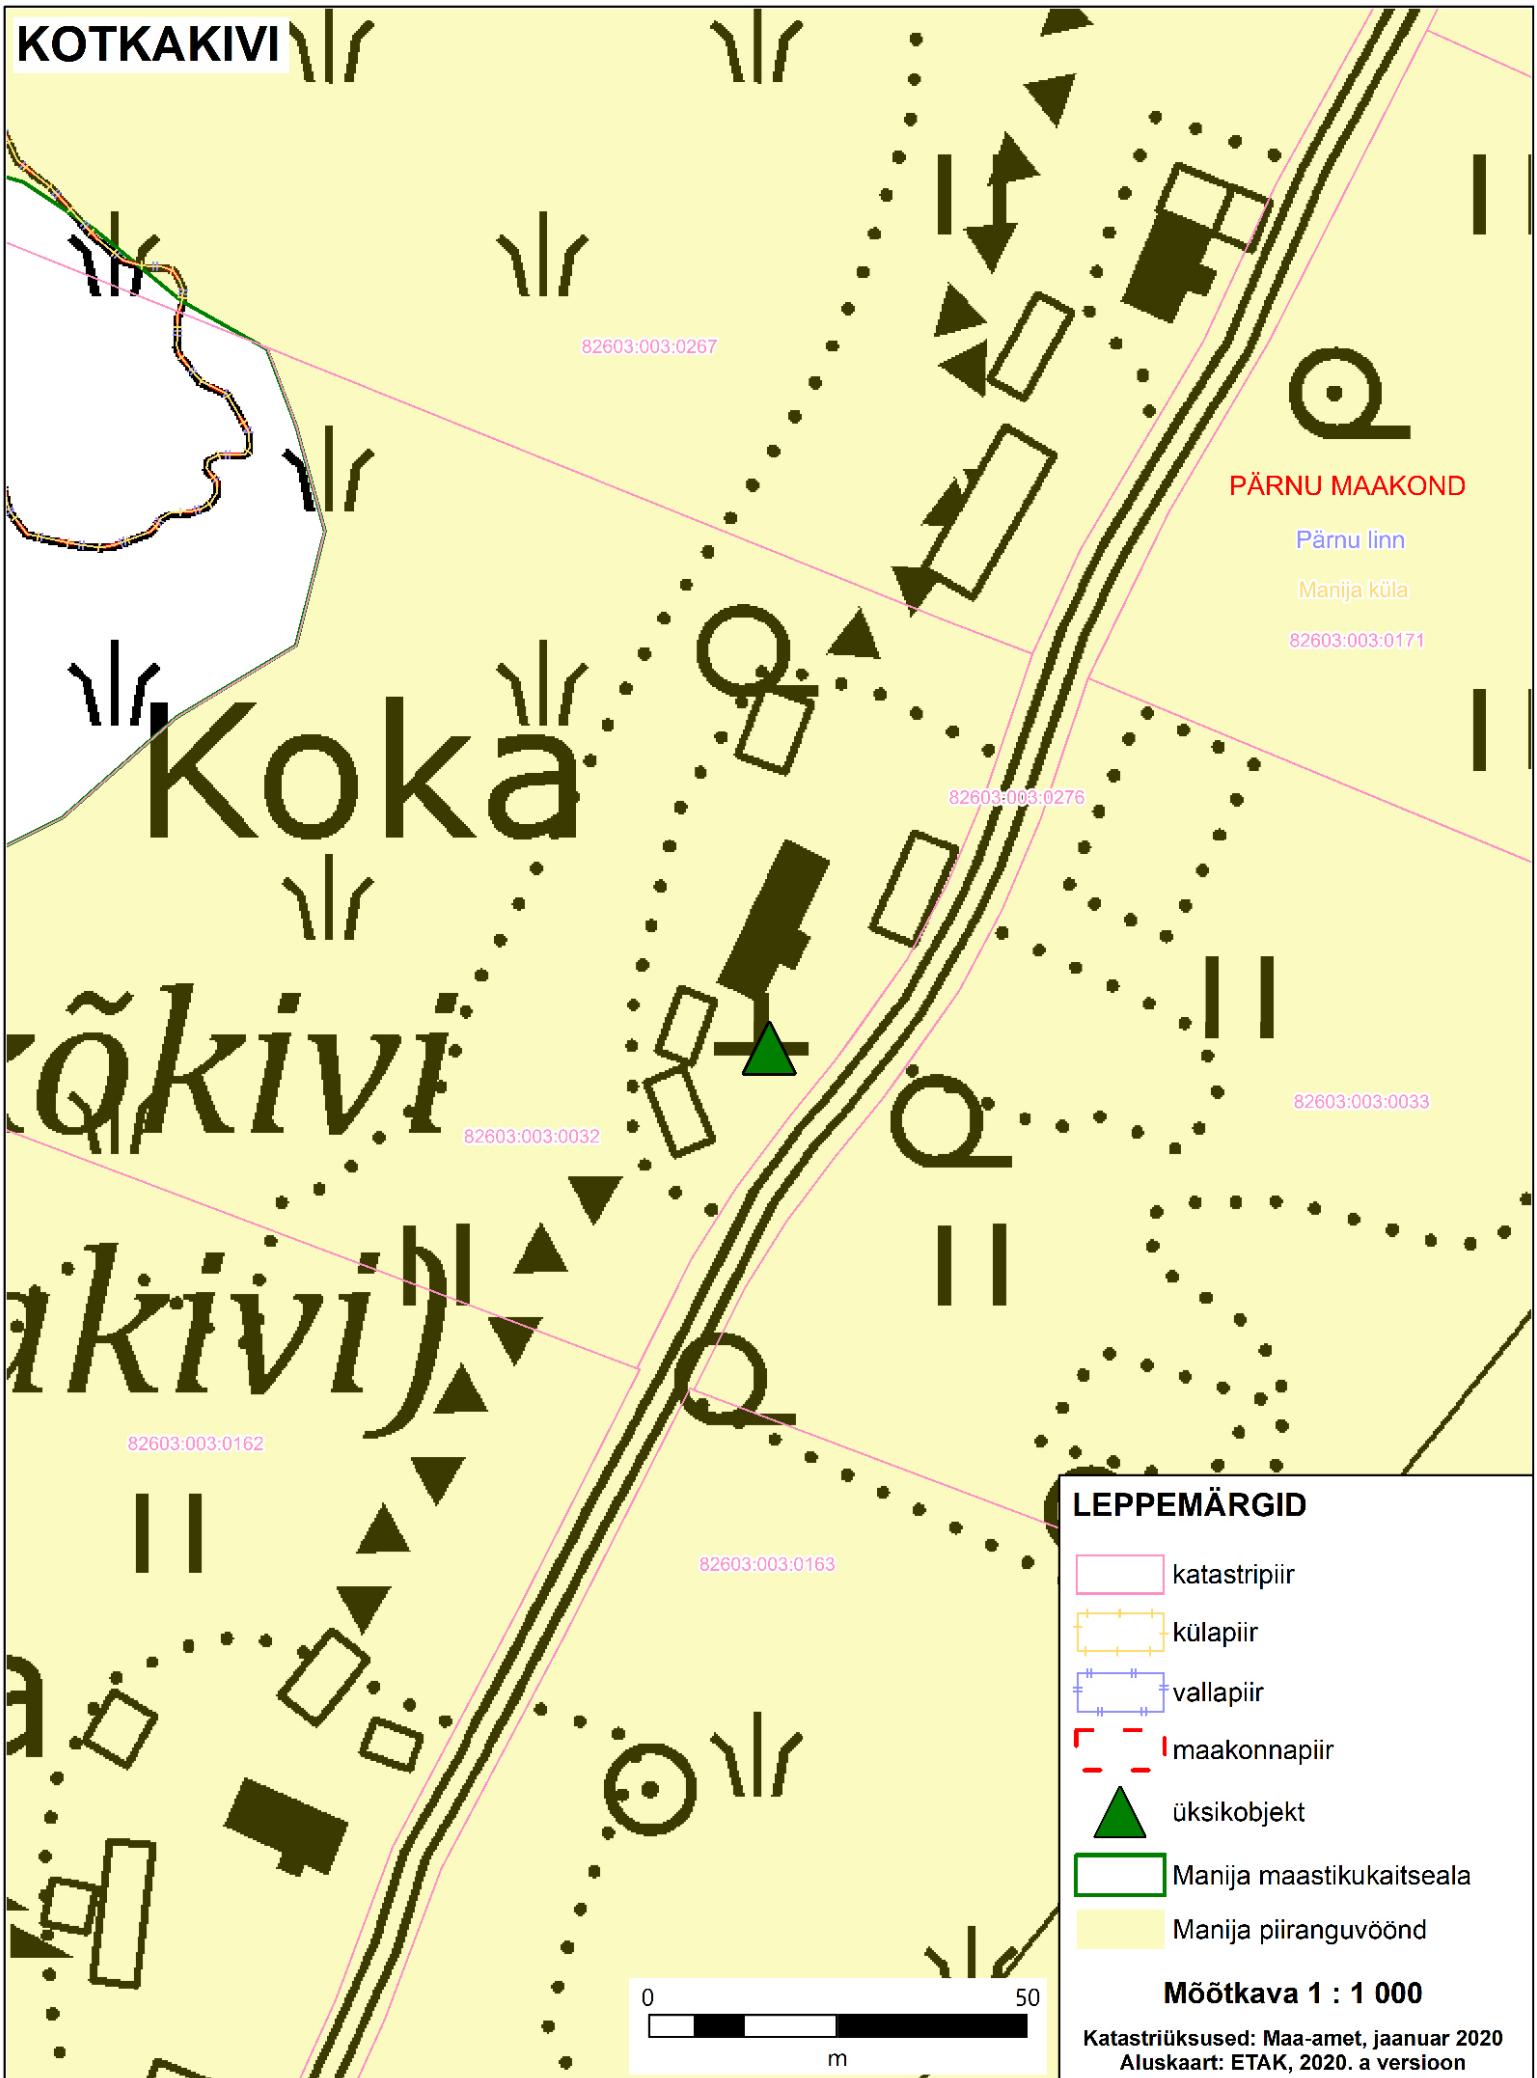 KOTKAKIVI
82603:003:0267
PÄRNU MAAKOND
Pärnu linn
Manija küla
82603:003:0171
Koka
82603:003:0276
õkivi
82603:003:0033
82603:003:0032
akivi)
82603:003:0162
82603:003:0163
a
LEPPEMÄRGID
katastripiir
külapiir
vallapiir
maakonnapiir
üksikobjekt
Manija maastikukaitseala
Manija piiranguvöönd
Mõõtkava 1 : 1 000
Katastriüksused: Maa-amet, jaanuar 2020
Aluskaart: ETAK, 2020. a versioon
0 50
m